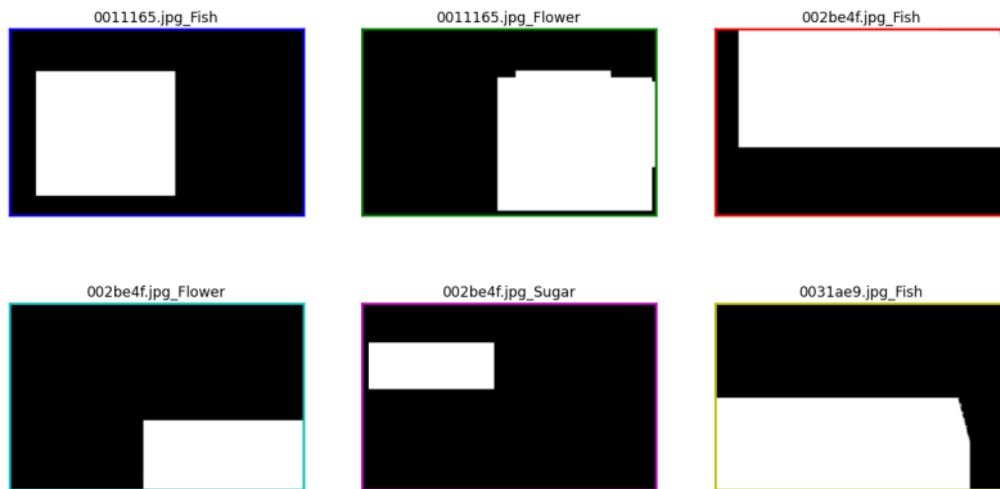 0011165.jpg_Fish
0011165.jpg_Flower
002be4f.jpg_Fish
002be4f.jpg_Flower
002be4f.jpg_Sugar
0031ae9.jpg_Fish